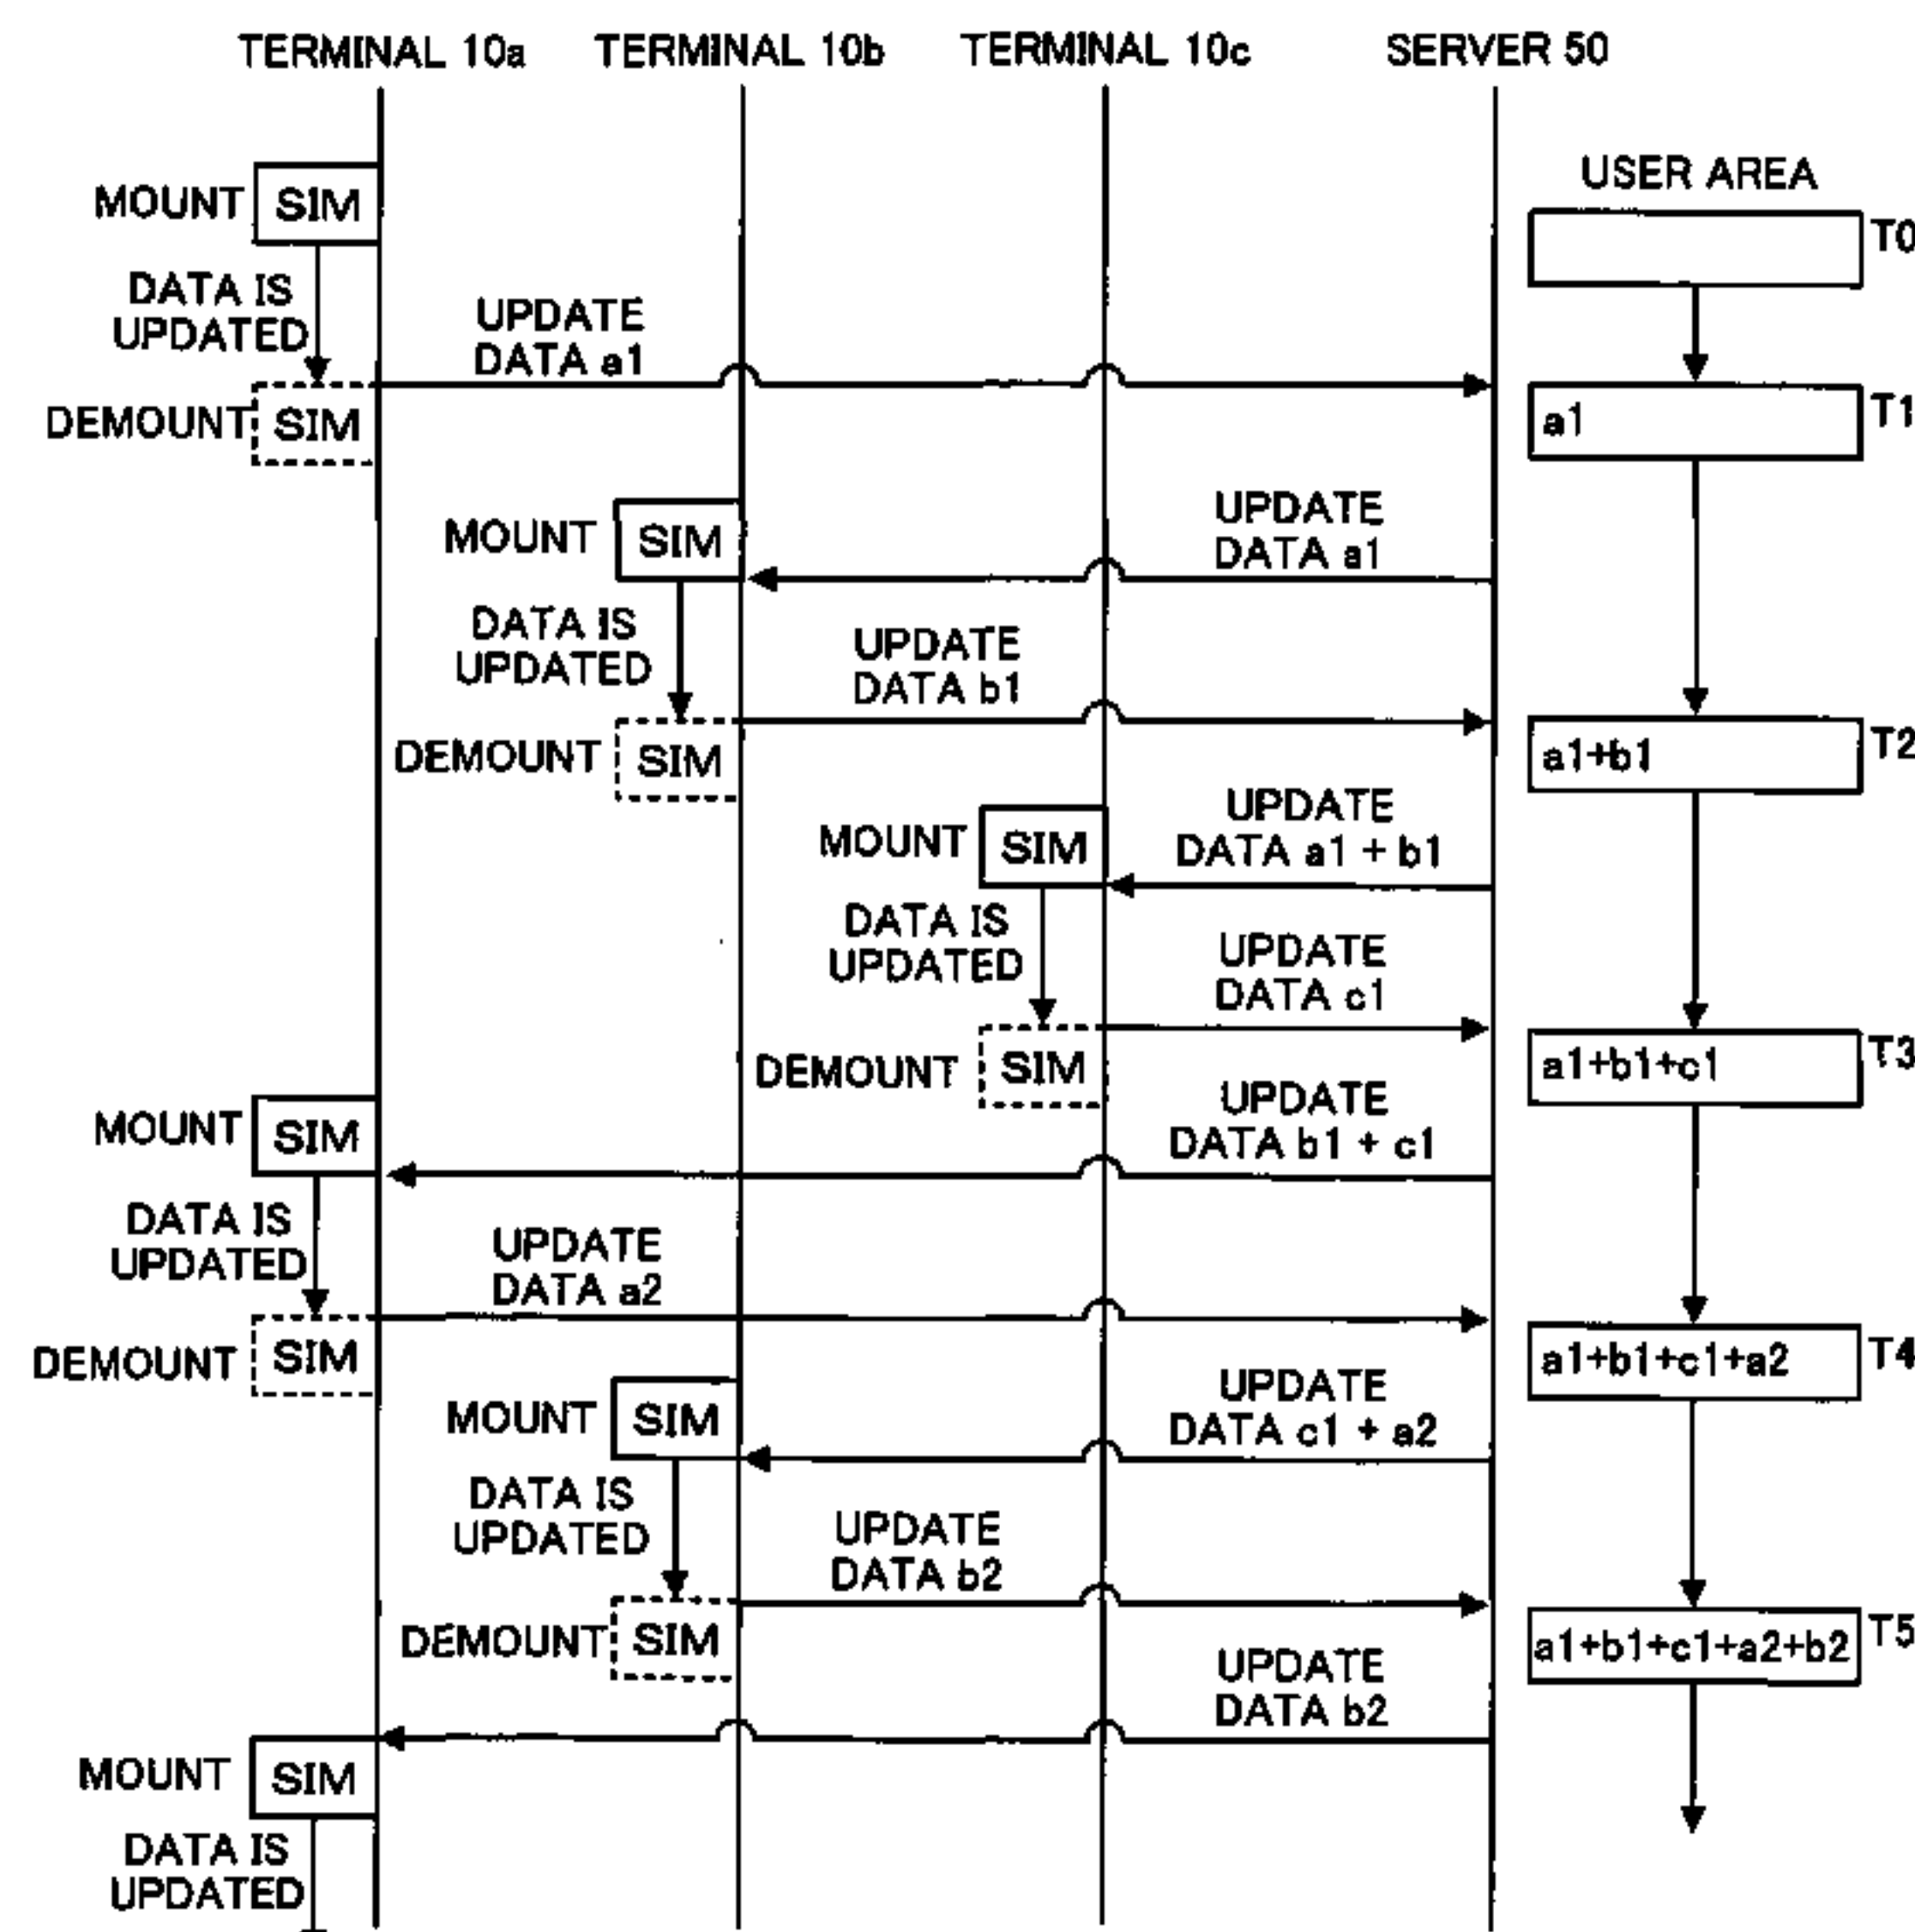 TERMINAL 10a TERMINAL 10b TERMINAL 10c SERVER 50
USER AREA
MOUNT SIM
T0
DATA IS
UPDATED
UPDATE
DATA a1
DEMOUNT SIM
a1
T1
MOUNT SIM
UPDATE
DATA a1
DATA IS
UPDATED
UPDATE
DATA b1
DEMOUNT SIM
a1+b1
T2
MOUNT SIM
UPDATE
DATA a1 + b1
DATA IS
UPDATED
UPDATE
DATA c1
DEMOUNT SIM
a1+b1+c1
T3
MOUNT SIM
UPDATE
DATA b1 + c1
DATA IS
UPDATED
UPDATE
DATA a2
DEMOUNT SIM
a1+b1+c1+a2
T4
MOUNT SIM
UPDATE
DATA c1 + a2
DATA IS
UPDATED
UPDATE
DATA b2
DEMOUNT SIM
a1+b1+c1+a2+b2
T5
UPDATE
DATA b2
MOUNT SIM
DATA IS
UPDATED